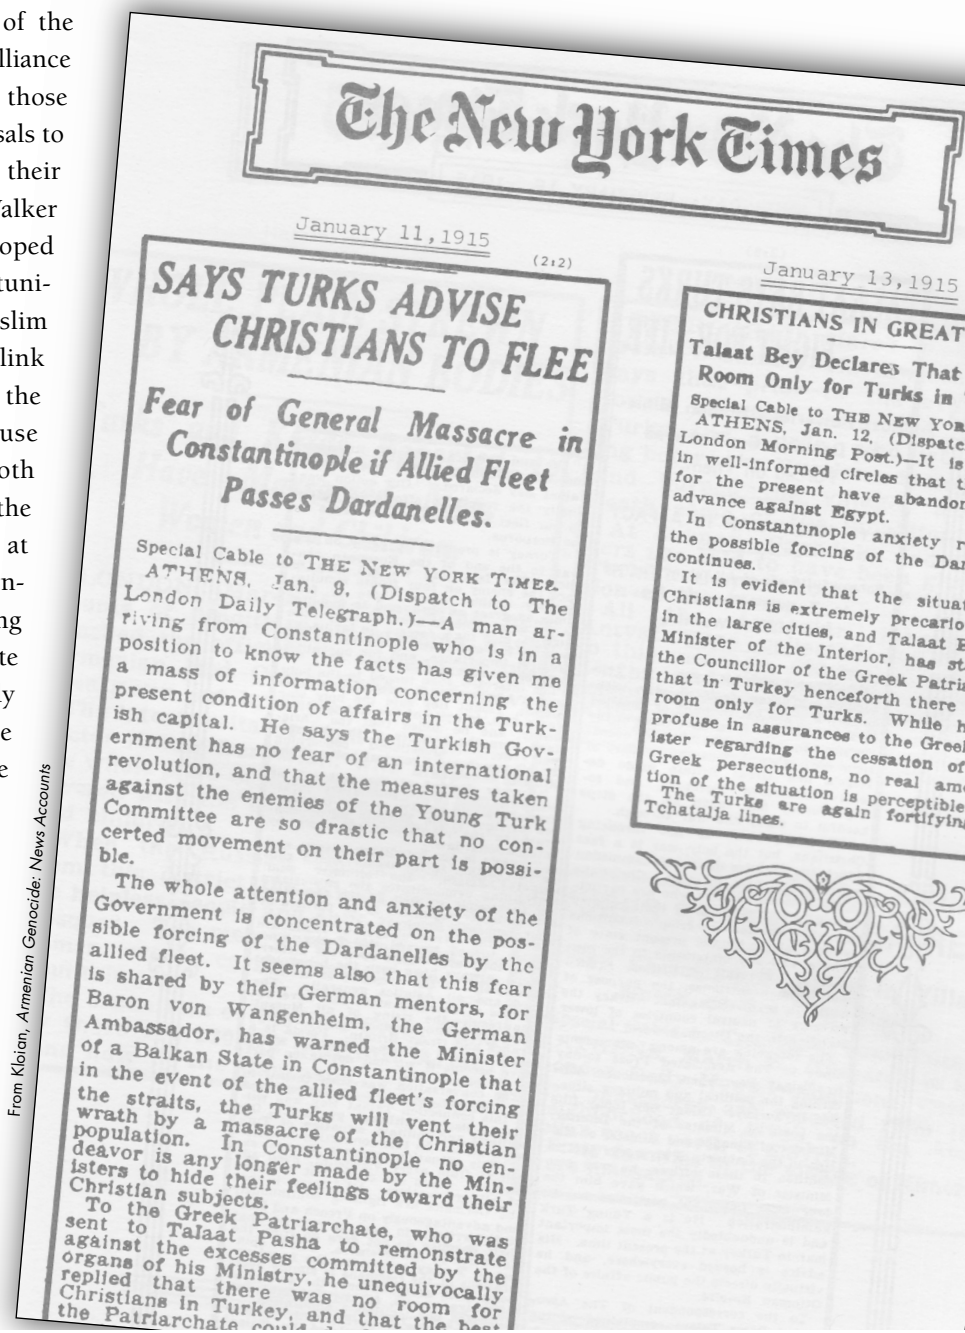 of the
lliance
those
sals to
their
alker
oped
tuni-
slim
link
the
use
oth
the
at
n-
ng
te
y
e
e
From Kloian, Armenian Genocide: News Accounts
The New York Times
January 11, 1915
(2:2)
SAYS TURKS ADVISE
CHRISTIANS TO FLEE
Fear of General Massacre in
Constantinople if Allied Fleet
Passes Dardanelles.
Special Cable to THE NEW YORK TIMES.
ATHENS, Jan. 9, (Dispatch to The
London Daily Telegraph.)—A man ar-
riving from Constantinople who is in a
position to know the facts has given me
a mass of information concerning the
present condition of affairs in the Turk-
ish capital. He says the Turkish Gov-
ernment has no fear of an international
revolution, and that the measures taken
against the enemies of the Young Turk
Committee are so drastic that no con-
certed movement on their part is possi-
ble.
The whole attention and anxiety of the
Government is concentrated on the pos-
sible forcing of the Dardanelles by the
allied fleet. It seems also that this fear
is shared by their German mentors, for
Baron von Wangenheim, the German
Ambassador, has warned the Minister
of a Balkan State in Constantinople that
in the event of the allied fleet's forcing
the straits, the Turks will vent their
wrath by a massacre of the Christian
population. In Constantinople no en-
deavor is any longer made by the Min-
isters to hide their feelings toward their
Christian subjects.
To the Greek Patriarchate, who was
sent to Talaat Pasha to remonstrate
against the excesses committed by the
organs of his Ministry, he unequivocally
replied that there was no room for
Christians in Turkey, and that the best
the Patriarchate could
January 13, 1915
CHRISTIANS IN GREAT
Talaat Bey Declares That
Room Only for Turks in
Special Cable to THE NEW YOR
ATHENS, Jan. 12, (Dispatc
London Morning Post.)—It is
in well-informed circles that t
for the present have abandon
advance against Egypt.
In Constantinople anxiety r
the possible forcing of the Dar
continues.
It is evident that the situat
Christians is extremely precario
in the large cities, and Talaat B
Minister of the Interior, has st
the Councillor of the Greek Patria
that in Turkey henceforth there
room only for Turks. While h
profuse in assurances to the Greek
ister regarding the cessation of
Greek persecutions, no real ame
tion of the situation is perceptible
The Turks are again fortifying
Tchatalja lines.